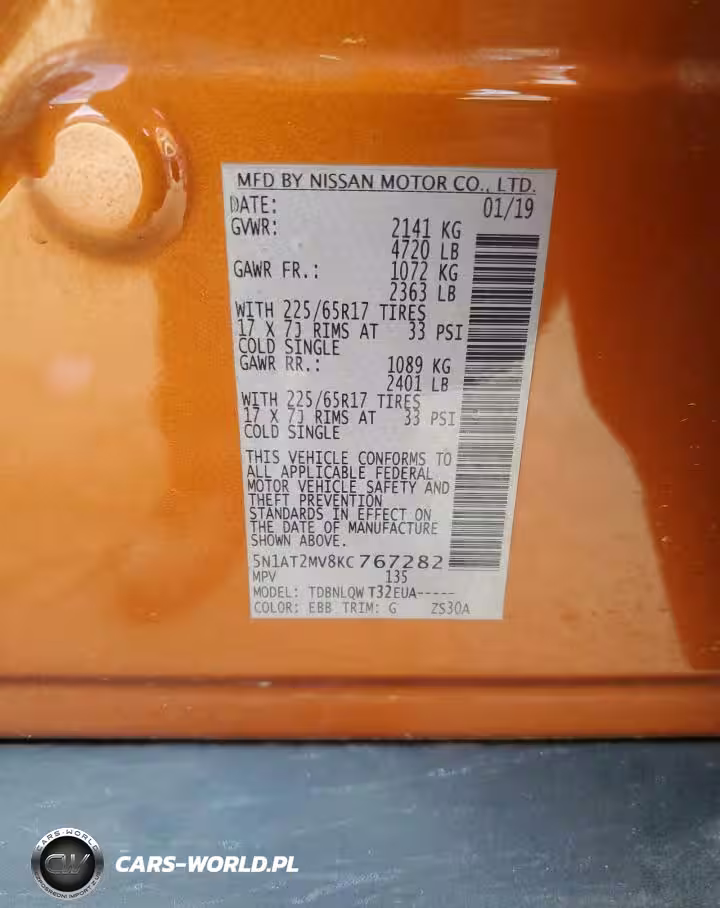 MFD BY NISSAN MOTOR CO., LTD.
DATE: 01/19
GVWR: 2141 KG
4720 LB
GAWR FR.: 1072 KG
2363 LB
WITH 225/65R17 TIRES
17 X 7J RIMS AT 33 PSI
COLD SINGLE
GAWR RR.: 1089 KG
2401 LB
WITH 225/65R17 TIRES
17 X 7J RIMS AT 33 PSI
COLD SINGLE
THIS VEHICLE CONFORMS TO
ALL APPLICABLE FEDERAL
MOTOR VEHICLE SAFETY AND
THEFT PREVENTION
STANDARDS IN EFFECT ON
THE DATE OF MANUFACTURE
SHOWN ABOVE.
5N1AT2MV8KC767282
MPV 135
MODEL: TDBNLQW T32EUA-----
COLOR: EBB TRIM: G ZS30A
CARS-WORLD
CW
CARS-WORLD.PL